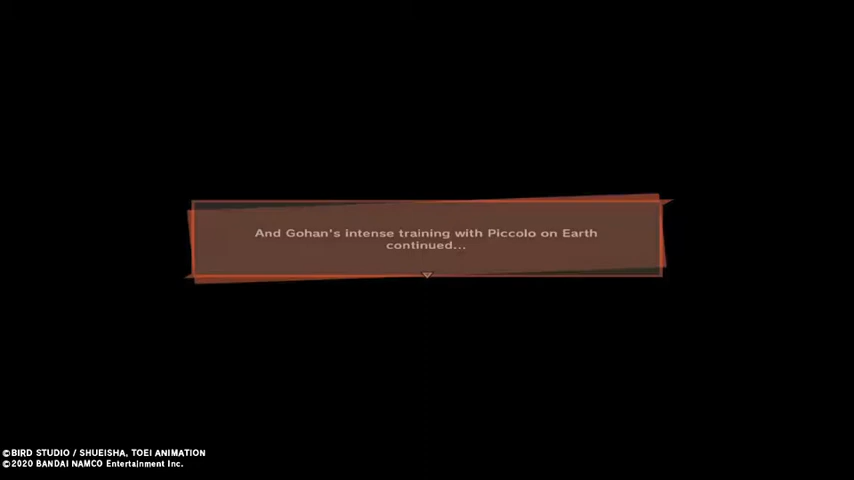 And Gohan's intense training with Piccolo on Earth
continued...
©BIRD STUDIO / SHUEISHA, TOEI ANIMATION
©2020 BANDAI NAMCO Entertainment Inc.